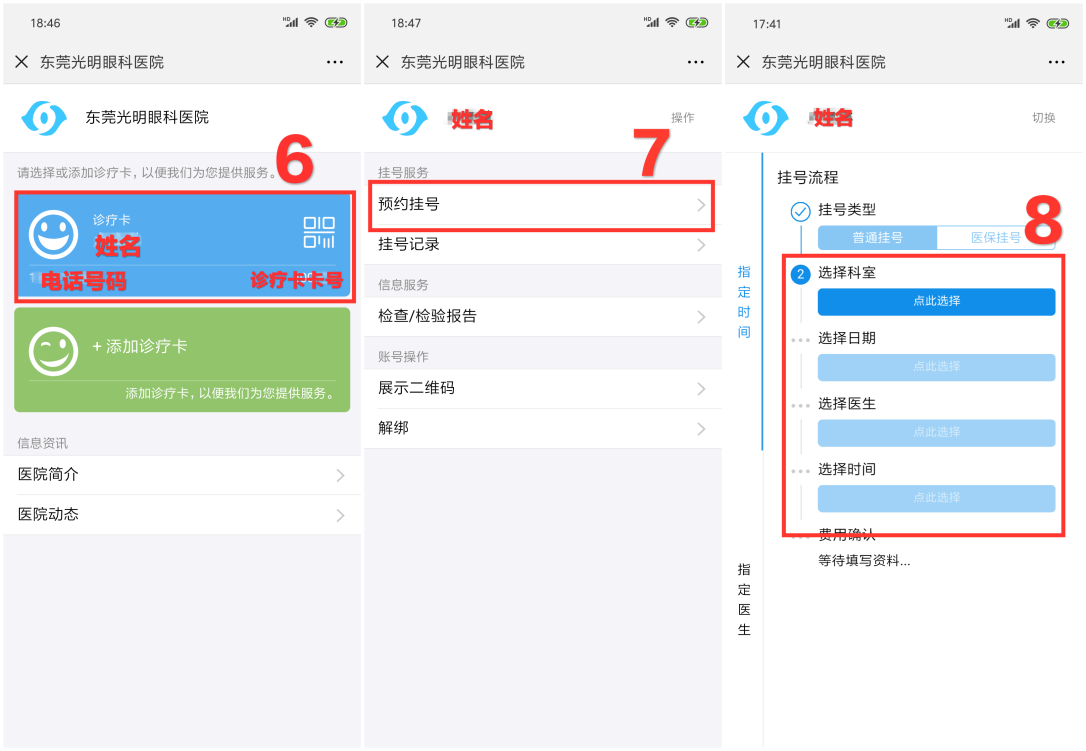 18:46
HD
东莞光明眼科医院
东莞光明眼科医院
请选择或添加诊疗卡，以便我们为您提供服务。
6
诊疗卡
姓名
电话号码
诊疗卡卡号
+ 添加诊疗卡
添加诊疗卡，以便我们为您提供服务。
信息资讯
医院简介
医院动态
18:47
HD
东莞光明眼科医院
姓名
操作
7
挂号服务
预约挂号
挂号记录
信息服务
检查/检验报告
账号操作
展示二维码
解绑
17:41
HD
东莞光明眼科医院
姓名
切换
指定时间
指定医生
挂号流程
8
挂号类型
普通挂号
医保挂号
2
选择科室
点此选择
选择日期
点此选择
选择医生
点此选择
选择时间
点此选择
费用确认
等待填写资料...